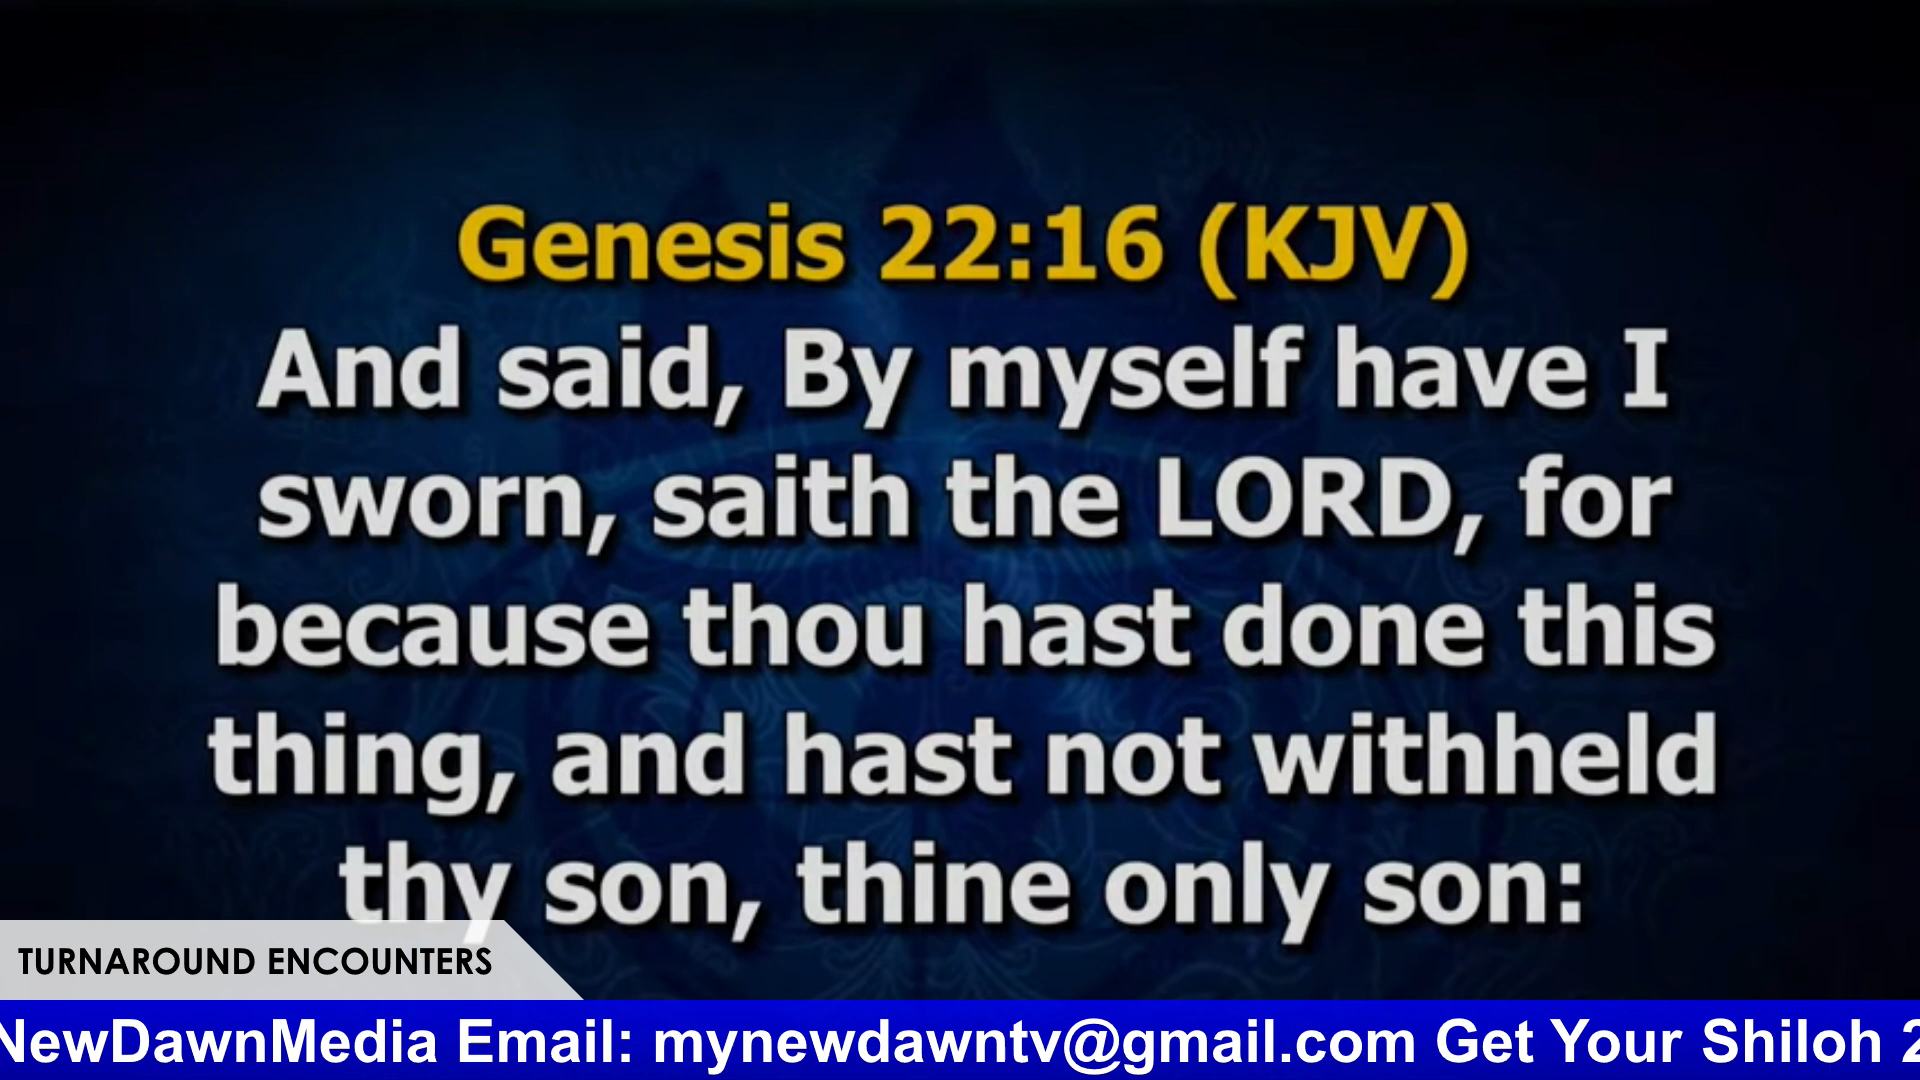 Genesis 22:16 (KJV)
And said, By myself have I
sworn, saith the LORD, for
because thou hast done this
thing, and hast not withheld
thy son, thine only son:
TURNAROUND ENCOUNTERS
NewDawnMedia Email: mynewdawntv@gmail.com Get Your Shiloh 2